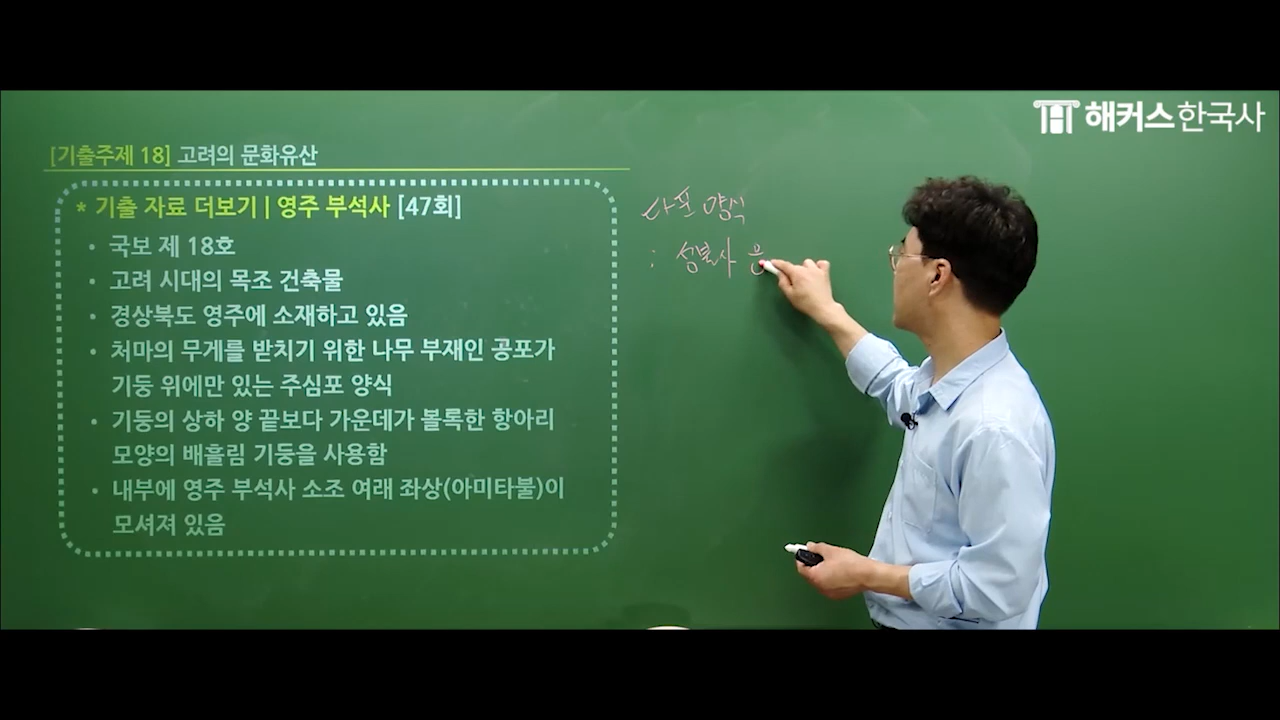 해커스한국사
[기출주제 18] 고려의 문화유산
* 기출 자료 더보기 | 영주 부석사 [47회]
• 국보 제 18호
• 고려 시대의 목조 건축물
• 경상북도 영주에 소재하고 있음
• 처마의 무게를 받치기 위한 나무 부재인 공포가
기둥 위에만 있는 주심포 양식
• 기둥의 상하 양 끝보다 가운데가 볼록한 항아리
모양의 배흘림 기둥을 사용함
• 내부에 영주 부석사 소조 여래 좌상(아미타불)이
모셔져 있음
다포 양식
: 성불사 응